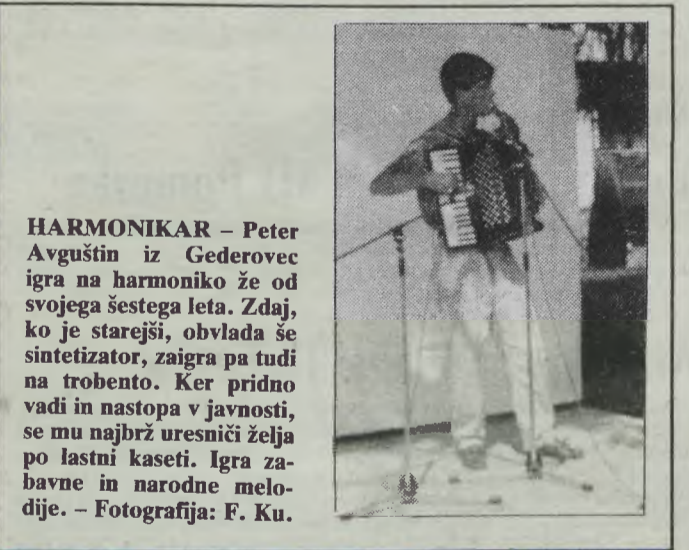 HARMONIKAR – Peter
Avguštin iz Gederovec
igra na harmoniko že od
svojega šestega leta. Zdaj,
ko je starejši, obvlada še
sintetizator, zaigra pa tudi
na trobento. Ker pridno
vadi in nastopa v javnosti,
se mu najbrž uresniči želja
po lastni kaseti. Igra za-
bavne in narodne melo-
dije. – Fotografija: F. Ku.